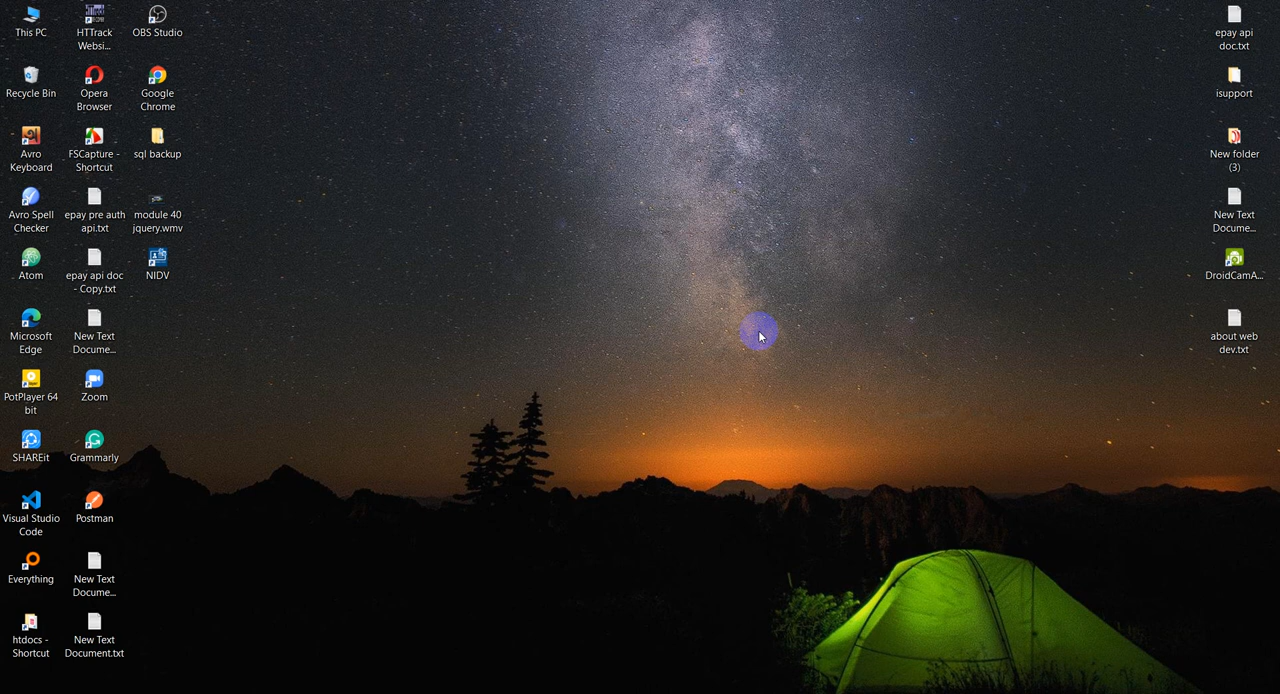 This PC
Recycle Bin
Avro
Keyboard
Avro Spell
Checker
Atom
Microsoft
Edge
PotPlayer 64
bit
SHAREit
Visual Studio
Code
Everything
htdocs -
Shortcut
HTTrack
Websi...
Opera
Browser
FSCapture -
Shortcut
epay pre auth
api.txt
epay api doc
- Copy.txt
New Text
Docume...
Zoom
Grammarly
Postman
New Text
Docume...
New Text
Document.txt
OBS Studio
Google
Chrome
sql backup
module 40
jquery.wmv
NIDV
epay api
doc.txt
isupport
New folder
(3)
New Text
Docume...
DroidCamA...
about web
dev.txt